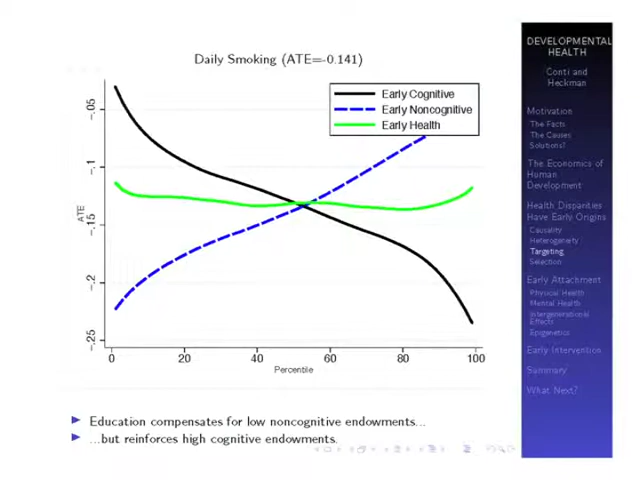 Daily Smoking (ATE=-0.141)
Early Cognitive
Early Noncognitive
Early Health
ATE
-.05
-.1
-.15
-.2
-.25
0 20 40 60 80 100
Percentile
Education compensates for low noncognitive endowments...
...but reinforces high cognitive endowments.
DEVELOPMENTAL
HEALTH
Conti and
Heckman
Motivation
The Facts
The Causes
Solutions?
The Economics of
Human
Development
Health Disparities
Have Early Origins
Causality
Heterogeneity
Targeting
Selection
Early Attachment
Physical Health
Mental Health
Intergenerational
Effects
Epigenetics
Early Intervention
Summary
What Next?